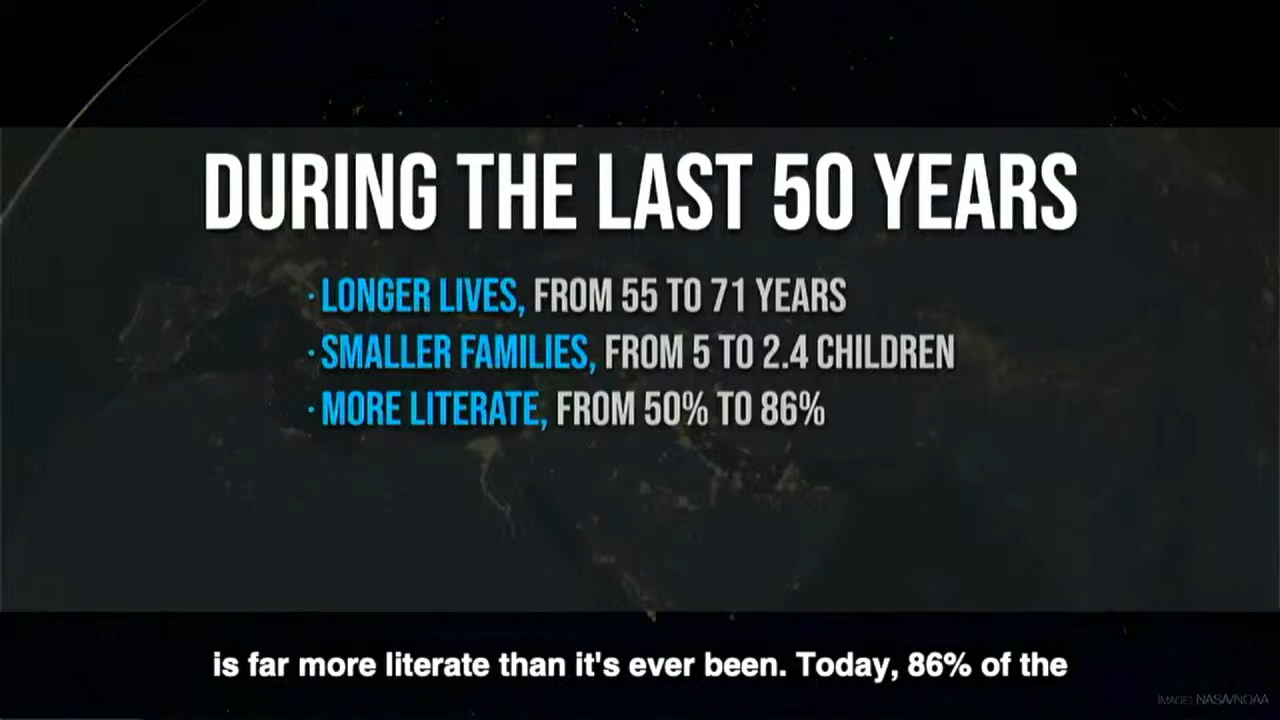 DURING THE LAST 50 YEARS
· LONGER LIVES, FROM 55 TO 71 YEARS
· SMALLER FAMILIES, FROM 5 TO 2.4 CHILDREN
· MORE LITERATE, FROM 50% TO 86%
is far more literate than it's ever been. Today, 86% of the
IMAGE: NASA/NOAA